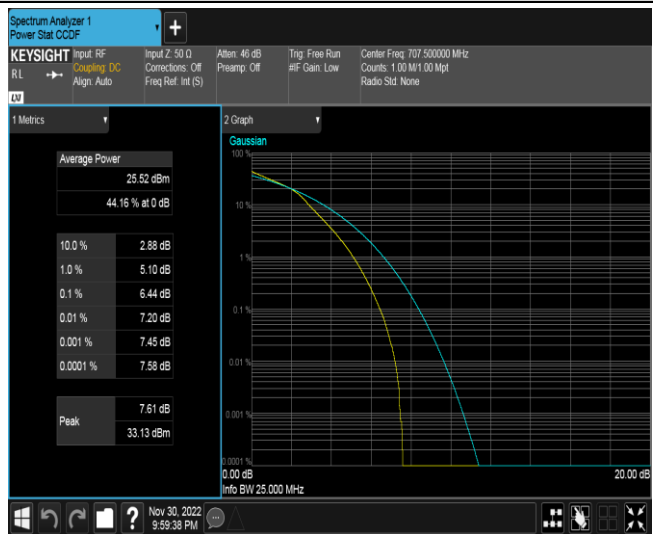 Spectrum Analyzer 1
Power Stat CCDF
+
KEYSIGHT
RL
LXI
Input: RF
Coupling: DC
Align: Auto
Input Z: 50 Ω
Corrections: Off
Freq Ref: Int (S)
Atten: 46 dB
Preamp: Off
Trig: Free Run
#IF Gain: Low
Center Freq: 707.500000 MHz
Counts: 1.00 M/1.00 Mpt
Radio Std: None
1 Metrics
Average Power
25.52 dBm
44.16 % at 0 dB
10.0 % 2.88 dB
1.0 % 5.10 dB
0.1 % 6.44 dB
0.01 % 7.20 dB
0.001 % 7.45 dB
0.0001 % 7.58 dB
Peak
7.61 dB
33.13 dBm
2 Graph
Gaussian
100 %
10 %
1 %
0.1 %
0.01 %
0.001 %
0.0001 %
0.00 dB 20.00 dB
Info BW 25.000 MHz
?
Nov 30, 2022
9:59:38 PM